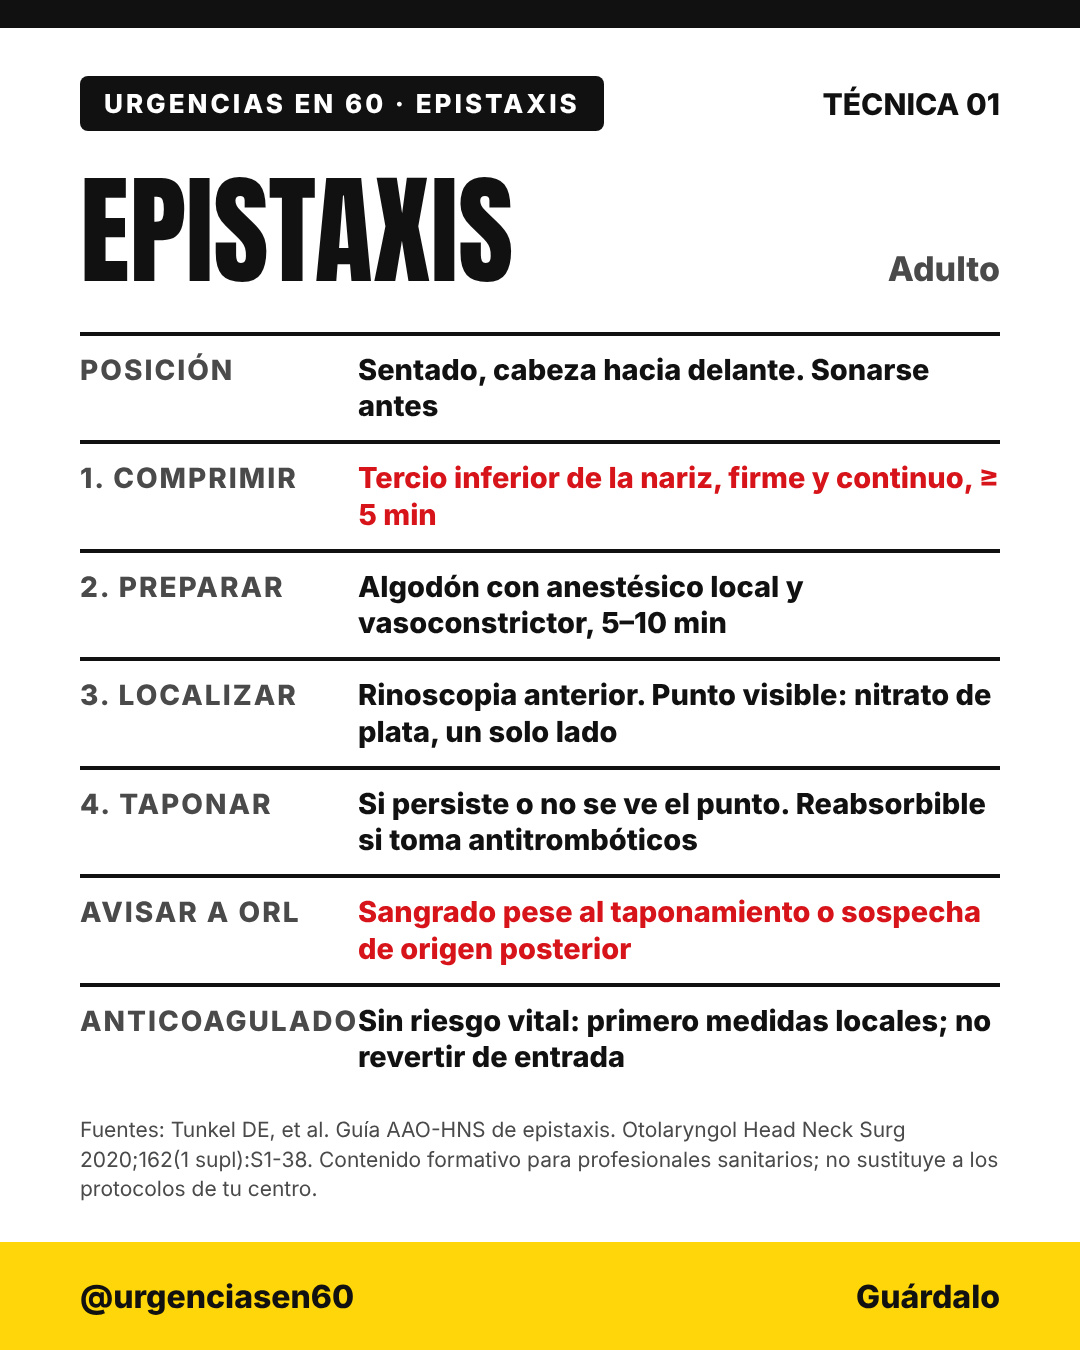 URGENCIAS EN 60 · EPISTAXIS
TÉCNICA 01
EPISTAXIS
Adulto
POSICIÓN
Sentado, cabeza hacia delante. Sonarse
antes
1. COMPRIMIR
Tercio inferior de la nariz, firme y continuo, ≥
5 min
2. PREPARAR
Algodón con anestésico local y
vasoconstrictor, 5–10 min
3. LOCALIZAR
Rinoscopia anterior. Punto visible: nitrato de
plata, un solo lado
4. TAPONAR
Si persiste o no se ve el punto. Reabsorbible
si toma antitrombóticos
AVISAR A ORL
Sangrado pese al taponamiento o sospecha
de origen posterior
ANTICOAGULADO
Sin riesgo vital: primero medidas locales; no
revertir de entrada
Fuentes: Tunkel DE, et al. Guía AAO-HNS de epistaxis. Otolaryngol Head Neck Surg
2020;162(1 supl):S1-38. Contenido formativo para profesionales sanitarios; no sustituye a los
protocolos de tu centro.
@urgenciasen60
Guárdalo